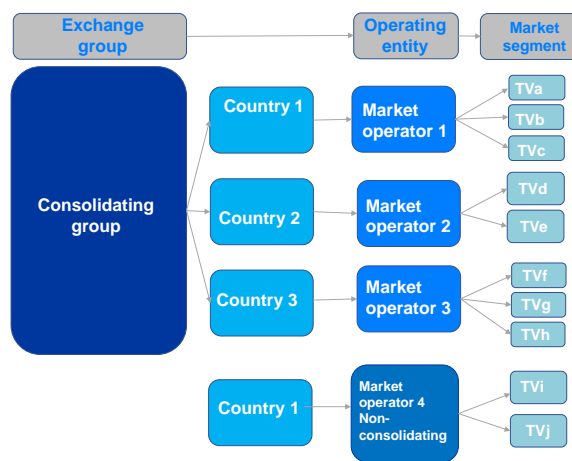 Exchange
group
Operating
entity
Market
segment
Consolidating
group
Country 1
Market
operator 1
TVa
TVb
TVc
Country 2
Market
operator 2
TVd
TVe
Country 3
Market
operator 3
TVf
TVg
TVh
Country 1
Market
operator 4
Non-
consolidating
TVi
TVj